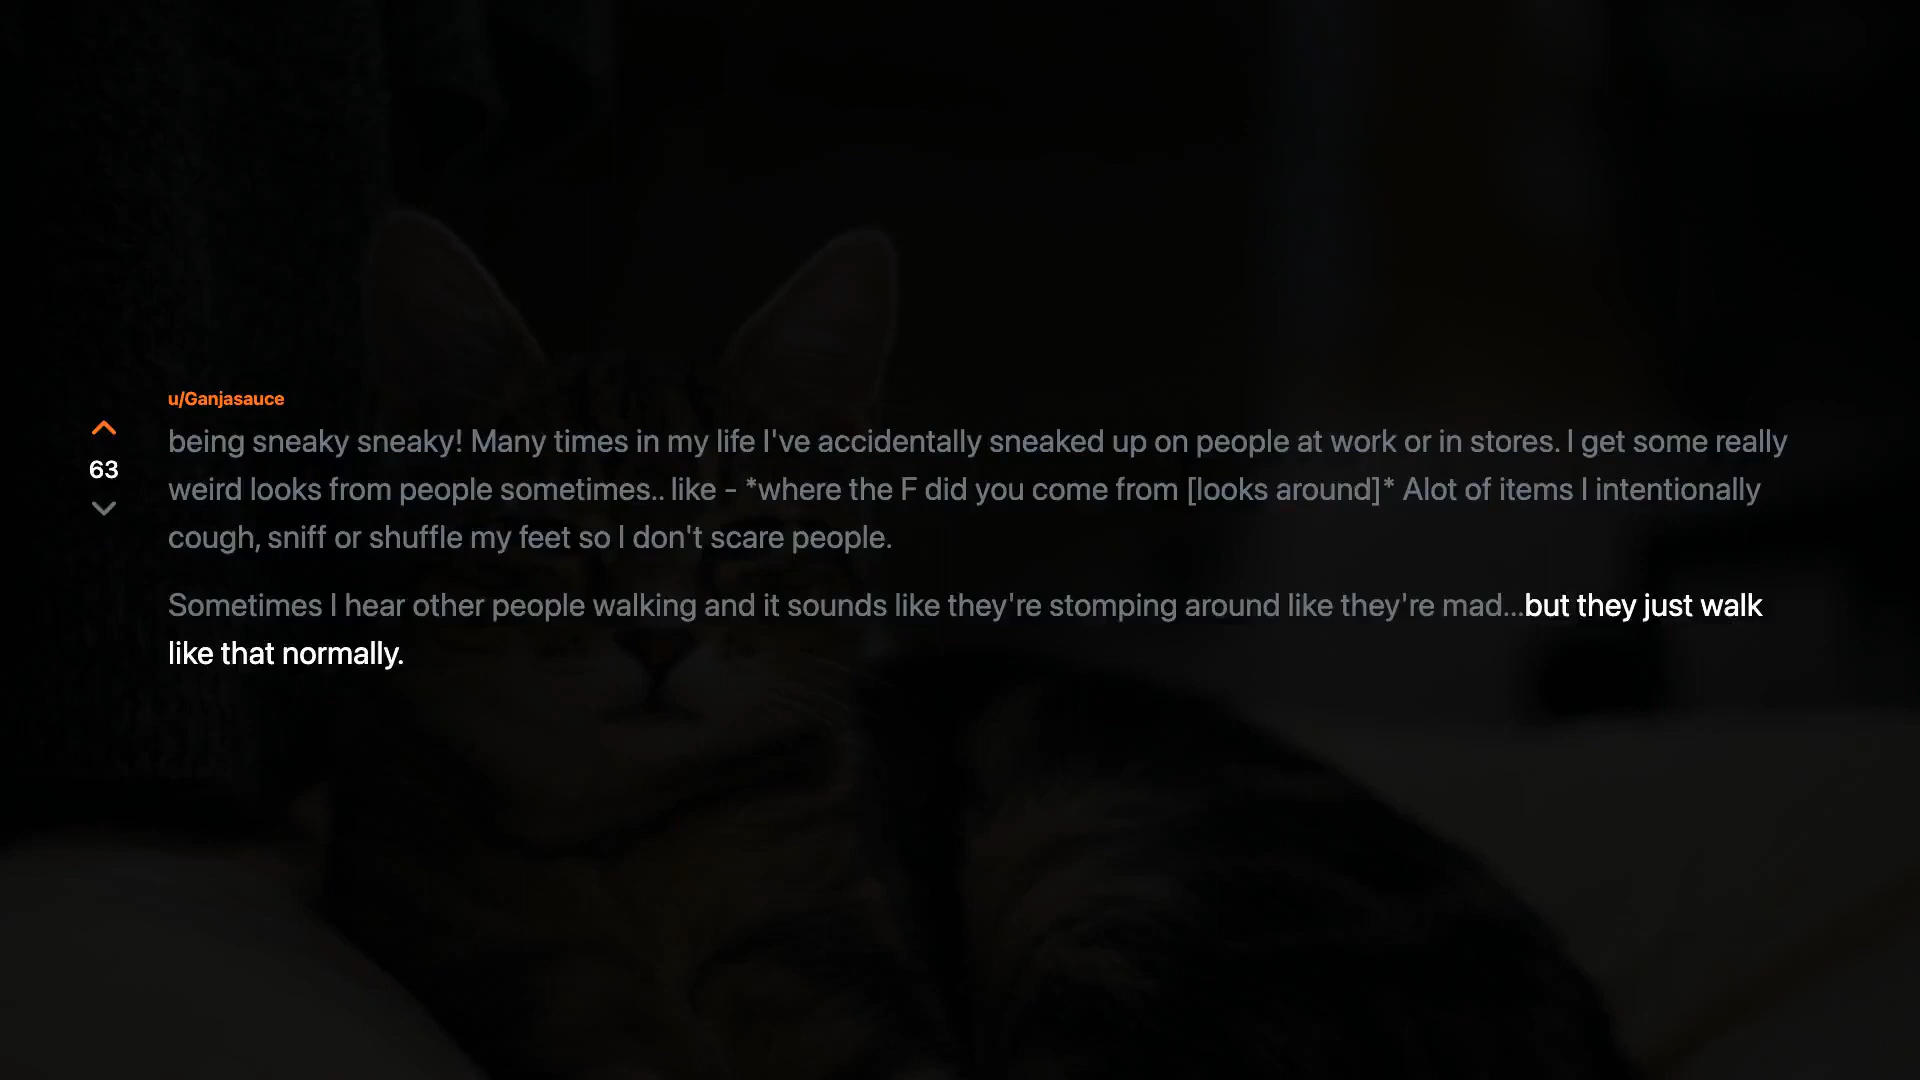 u/Ganjasauce
63
being sneaky sneaky! Many times in my life I've accidentally sneaked up on people at work or in stores. I get some really
weird looks from people sometimes.. like - *where the F did you come from [looks around]* Alot of items I intentionally
cough, sniff or shuffle my feet so I don't scare people.
Sometimes I hear other people walking and it sounds like they're stomping around like they're mad...but they just walk
like that normally.